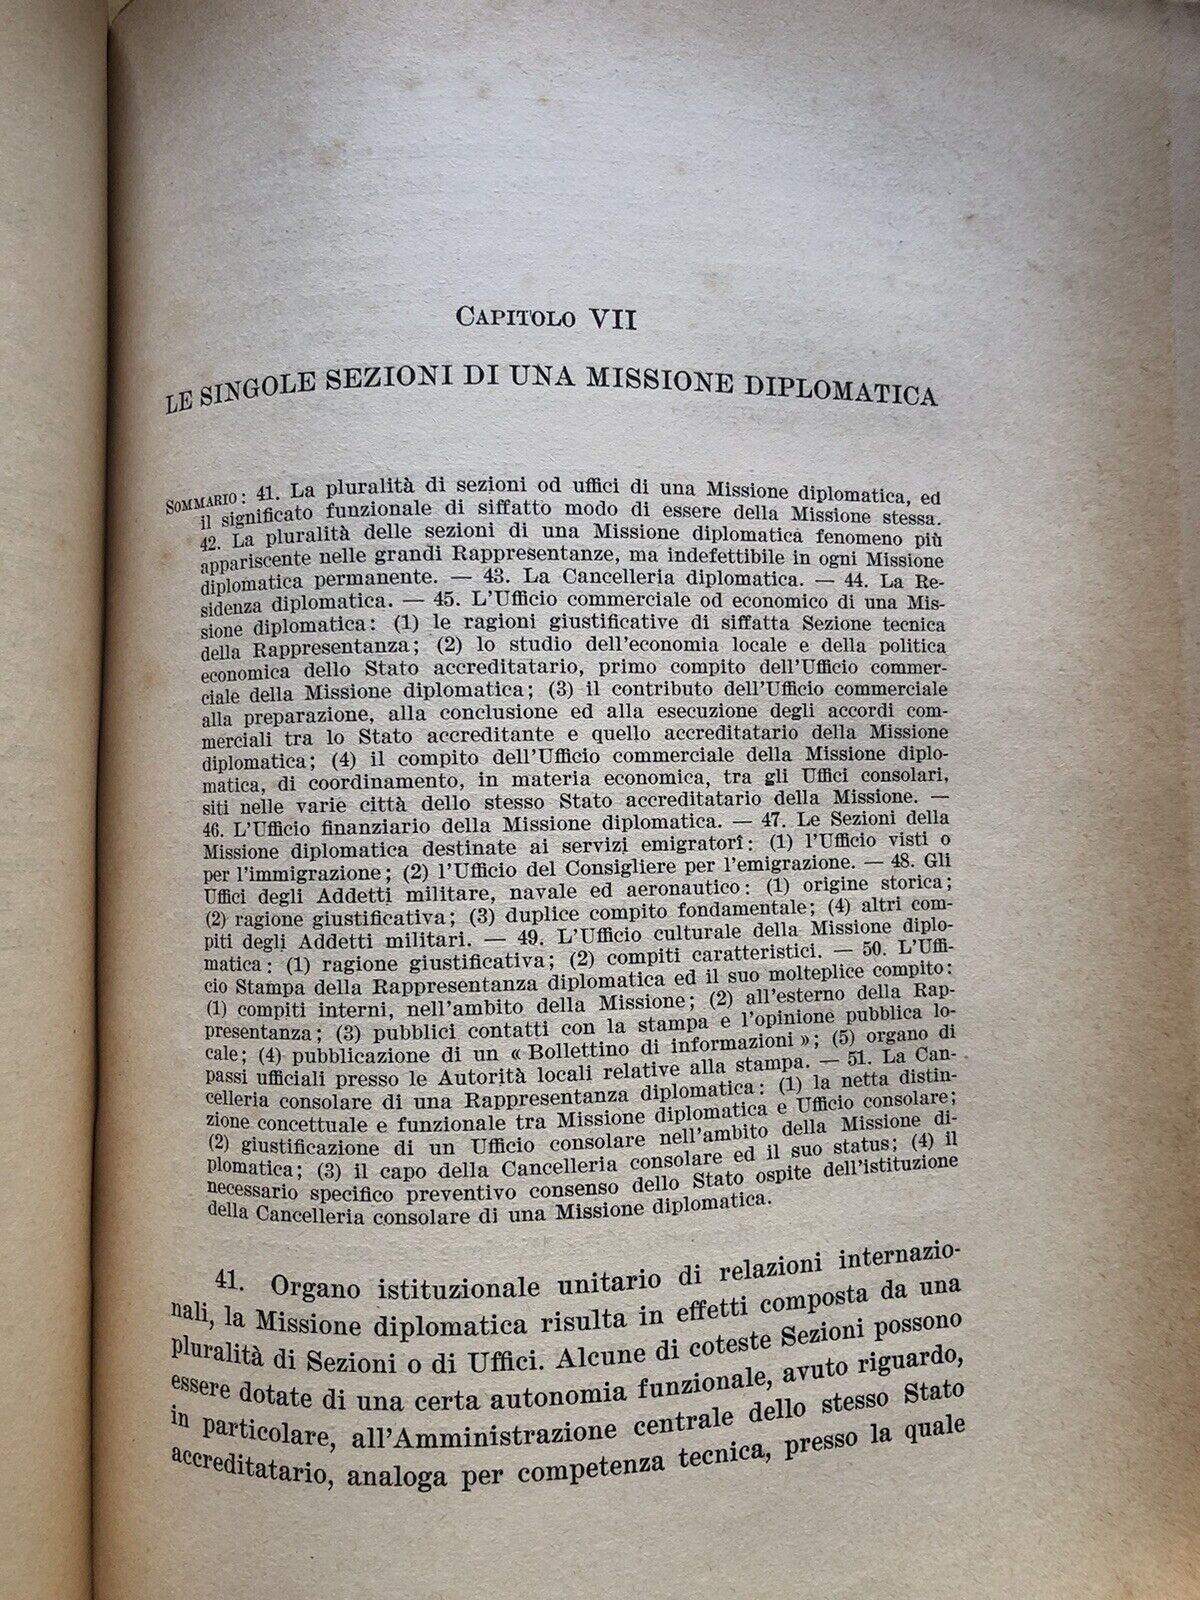 CAPITOLO VII
LE SINGOLE SEZIONI DI UNA MISSIONE DIPLOMATICA
SOMMARIO: 41. La pluralità di sezioni od uffici di una Missione diplomatica, ed
il significato funzionale di siffatto modo di essere della Missione stessa.
42. La pluralità delle sezioni di una Missione diplomatica fenomeno più
appariscente nelle grandi Rappresentanze, ma indefettibile in ogni Missione
diplomatica permanente. — 43. La Cancelleria diplomatica. — 44. La Re-
sidenza diplomatica. — 45. L'Ufficio commerciale od economico di una Mis-
sione diplomatica: (1) le ragioni giustificative di siffatta Sezione tecnica
della Rappresentanza; (2) lo studio dell'economia locale e della politica
economica dello Stato accreditatario, primo compito dell'Ufficio commer-
ciale della Missione diplomatica; (3) il contributo dell'Ufficio commerciale
alla preparazione, alla conclusione ed alla esecuzione degli accordi com-
merciali tra lo Stato accreditante e quello accreditatario della Missione
diplomatica; (4) il compito dell'Ufficio commerciale della Missione diplo-
matica, di coordinamento, in materia economica, tra gli Uffici consolari,
siti nelle varie città dello stesso Stato accreditatario della Missione. —
46. L'Ufficio finanziario della Missione diplomatica. — 47. Le Sezioni della
Missione diplomatica destinate ai servizi emigratorî: (1) l'Ufficio visti o
per l'immigrazione; (2) l'Ufficio del Consigliere per l'emigrazione. — 48. Gli
Uffici degli Addetti militare, navale ed aeronautico: (1) origine storica;
(2) ragione giustificativa; (3) duplice compito fondamentale; (4) altri com-
piti degli Addetti militari. — 49. L'Ufficio culturale della Missione diplo-
matica: (1) ragione giustificativa; (2) compiti caratteristici. — 50. L'Uffi-
cio Stampa della Rappresentanza diplomatica ed il suo molteplice compito:
(1) compiti interni, nell'ambito della Missione; (2) all'esterno della Rap-
presentanza; (3) pubblici contatti con la stampa e l'opinione pubblica lo-
cale; (4) pubblicazione di un « Bollettino di informazioni »; (5) organo di
passi ufficiali presso le Autorità locali relative alla stampa. — 51. La Can-
celleria consolare di una Rappresentanza diplomatica: (1) la netta distin-
zione concettuale e funzionale tra Missione diplomatica e Ufficio consolare;
(2) giustificazione di un Ufficio consolare nell'ambito della Missione di-
plomatica; (3) il capo della Cancelleria consolare ed il suo status; (4) il
necessario specifico preventivo consenso dello Stato ospite dell'istituzione
della Cancelleria consolare di una Missione diplomatica.
41. Organo istituzionale unitario di relazioni internazio-
nali, la Missione diplomatica risulta in effetti composta da una
pluralità di Sezioni o di Uffici. Alcune di coteste Sezioni possono
essere dotate di una certa autonomia funzionale, avuto riguardo,
in particolare, all'Amministrazione centrale dello stesso Stato
accreditatario, analoga per competenza tecnica, presso la quale